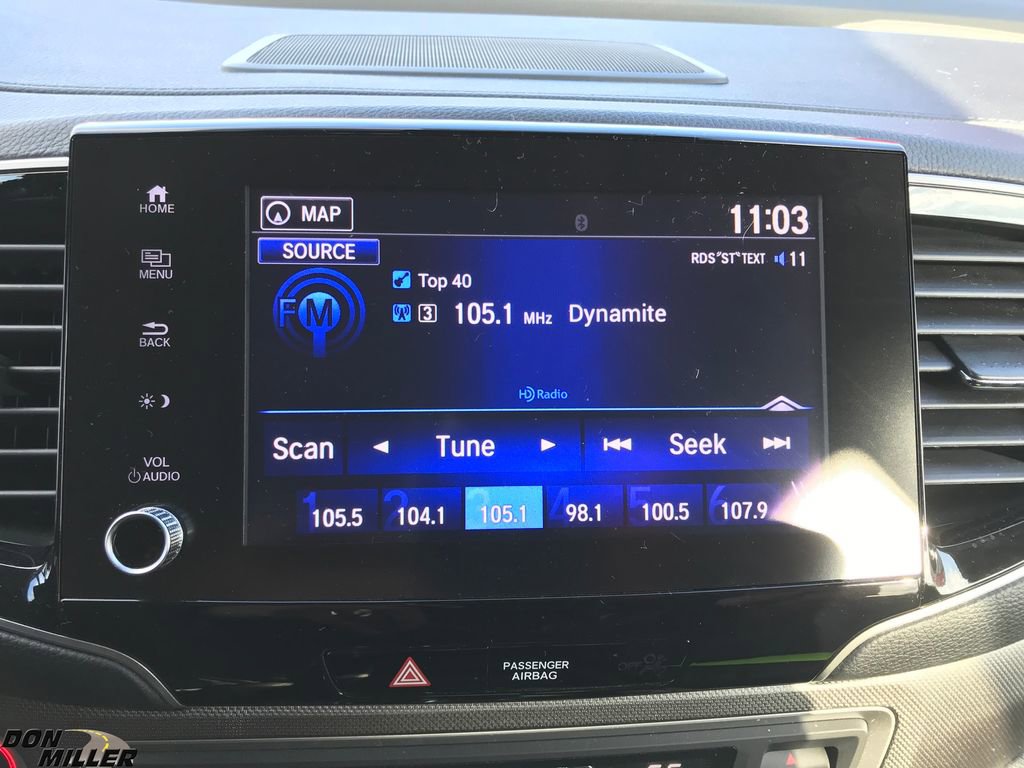 HOME
MENU
BACK
VOL
AUDIO
MAP
11:03
SOURCE
RDS "ST" TEXT 11
FM
Top 40
3 105.1 MHz Dynamite
HD Radio
Scan Tune Seek
1 105.5 2 104.1 3 105.1 4 98.1 5 100.5 6 107.9
PASSENGER
AIRBAG
OFF
DON
MILLER